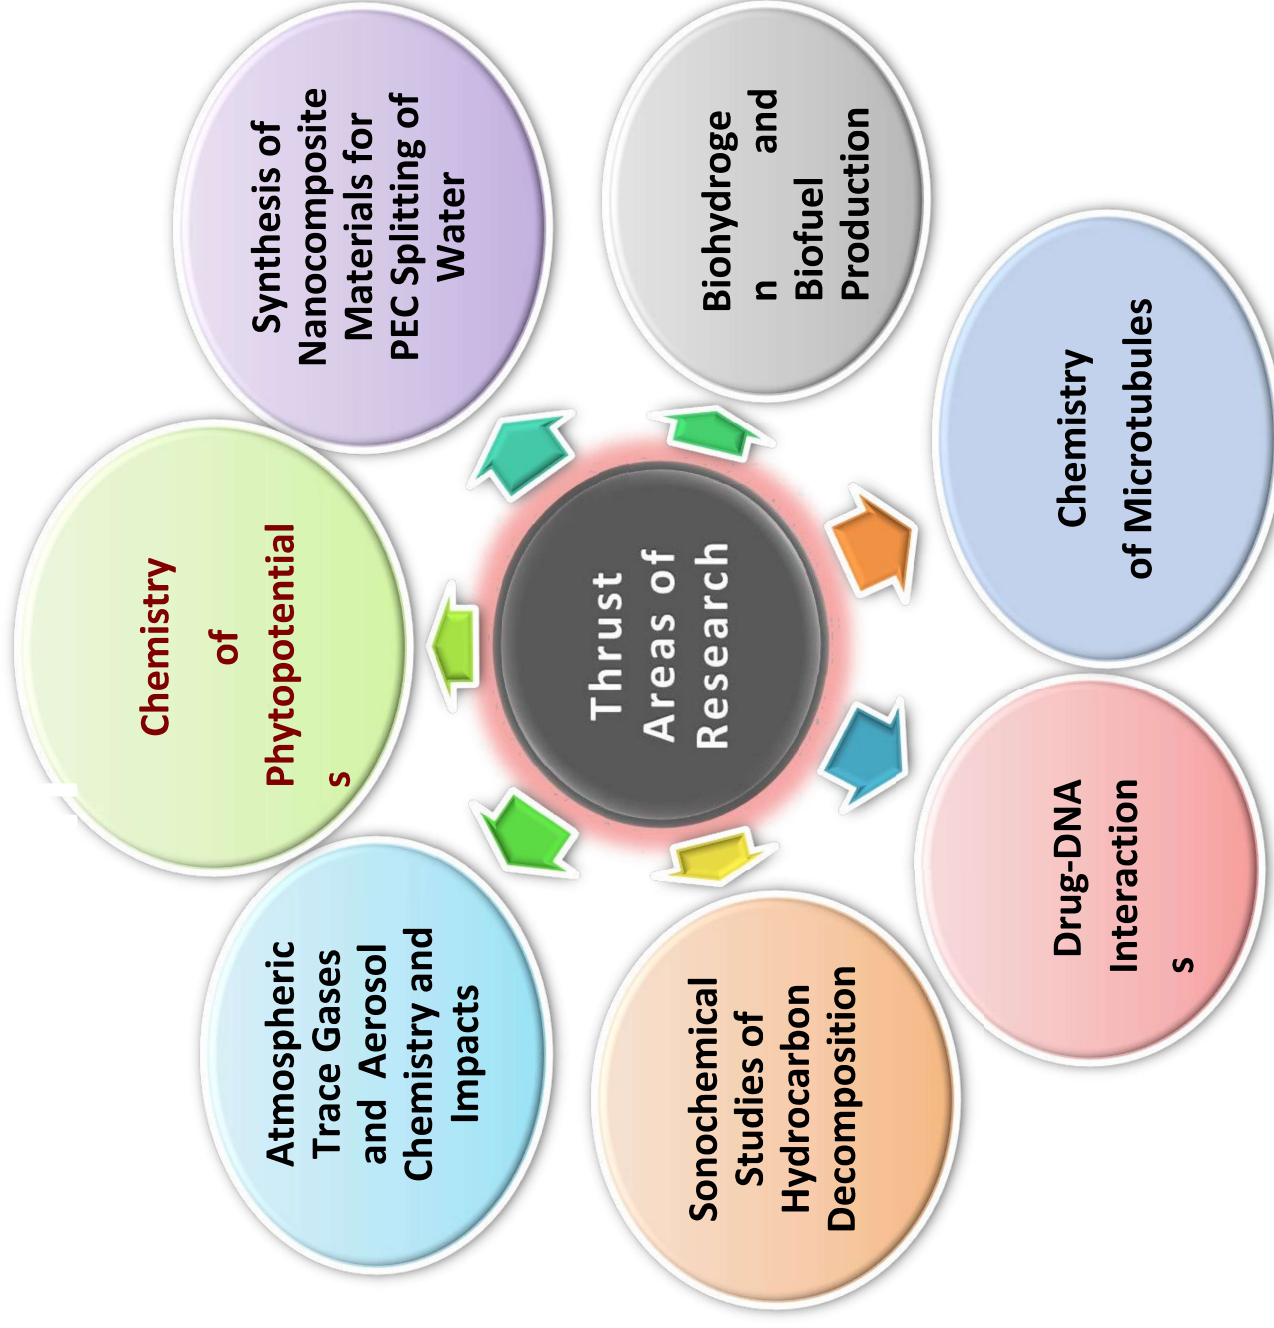 Thrust
Areas of
Research
Chemistry
of
Phytopotential
s
Synthesis of
Nanocomposite
Materials for
PEC Splitting of
Water
Biohydroge
n and
Biofuel
Production
Chemistry
of Microtubules
Drug-DNA
Interaction
s
Sonochemical
Studies of
Hydrocarbon
Decomposition
Atmospheric
Trace Gases
and Aerosol
Chemistry and
Impacts